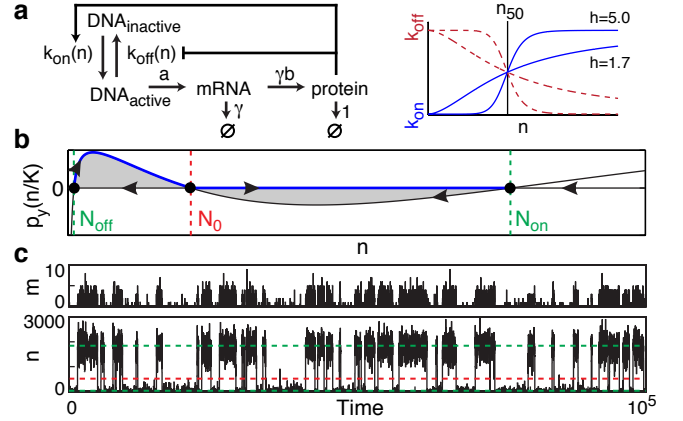 a
DNA_inactive
k_on(n) k_off(n)
DNA_active a mRNA γb protein
γ 1
∅ ∅
k_off n_50 h=5.0
h=1.7
k_on
n
b
p_y(n/K)
0
N_off N_0 N_on
n
c
10
m
0
3000
n
0
0 Time 10^5